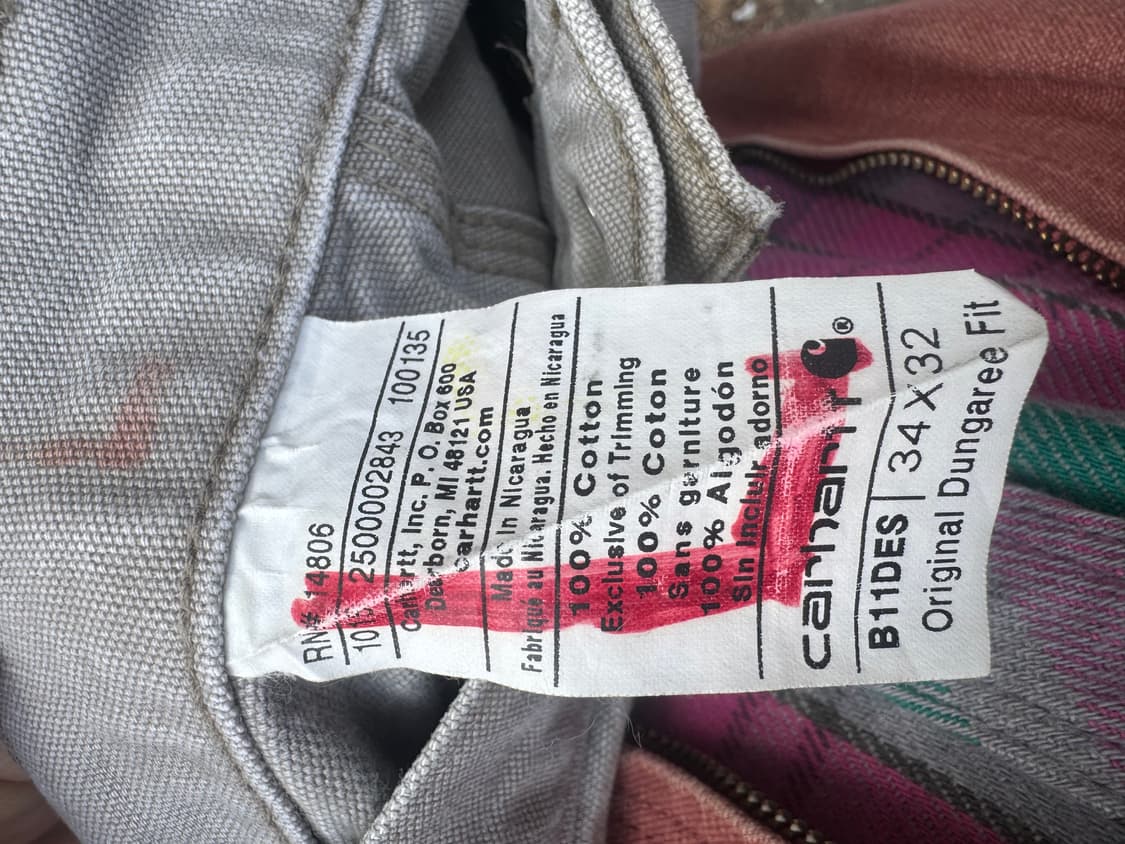 RN# 14806
2500002843 100135
Carhartt, Inc. P. O. Box 600
Dearborn, MI 48121 USA
carhartt.com
Made In Nicaragua
Fabriqué au Nicaragua. Hecho en Nicaragua
100% Cotton
Exclusive of Trimming
100% Coton
Sans garniture
100% Algodón
Sin Incluir adorno
carhartt ®
B11DES | 34 X 32
Original Dungaree Fit